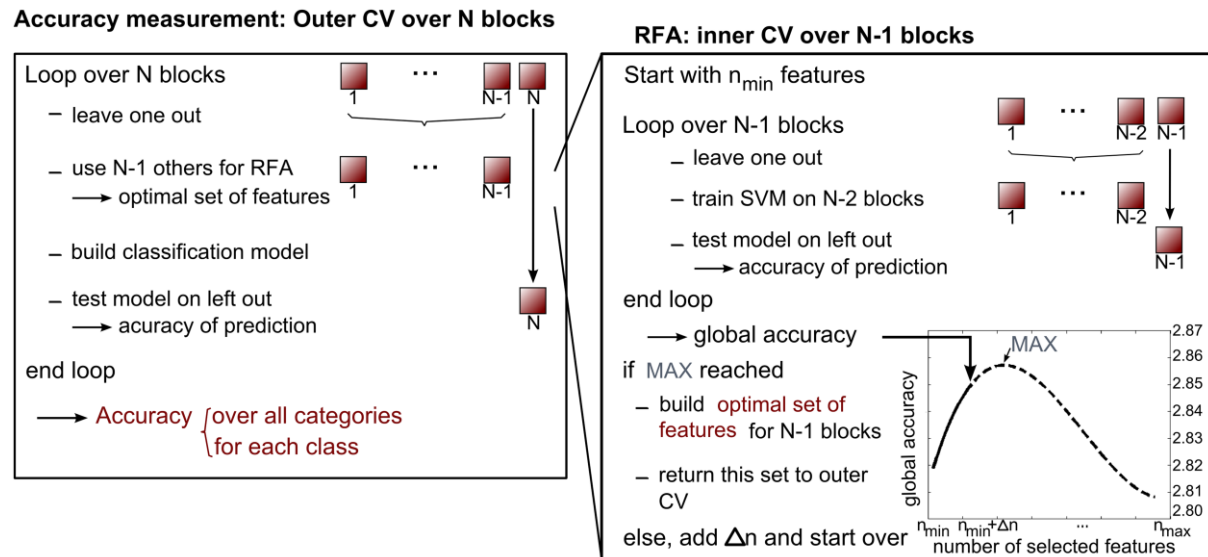 Accuracy measurement: Outer CV over N blocks
Loop over N blocks
1 ... N-1 N
– leave one out
– use N-1 others for RFA
→ optimal set of features
1 ... N-1
– build classification model
– test model on left out
→ acuracy of prediction
N
end loop
→ Accuracy { over all categories
for each class
RFA: inner CV over N-1 blocks
Start with nmin features
Loop over N-1 blocks
1 ... N-2 N-1
– leave one out
– train SVM on N-2 blocks
1 ... N-2
– test model on left out
→ accuracy of prediction
N-1
end loop
→ global accuracy
if MAX reached
– build optimal set of
features for N-1 blocks
– return this set to outer
CV
else, add Δn and start over
MAX
global accuracy
2.87
2.86
2.85
2.84
2.83
2.82
2.81
2.80
nmin nmin+Δn ... nmax
number of selected features